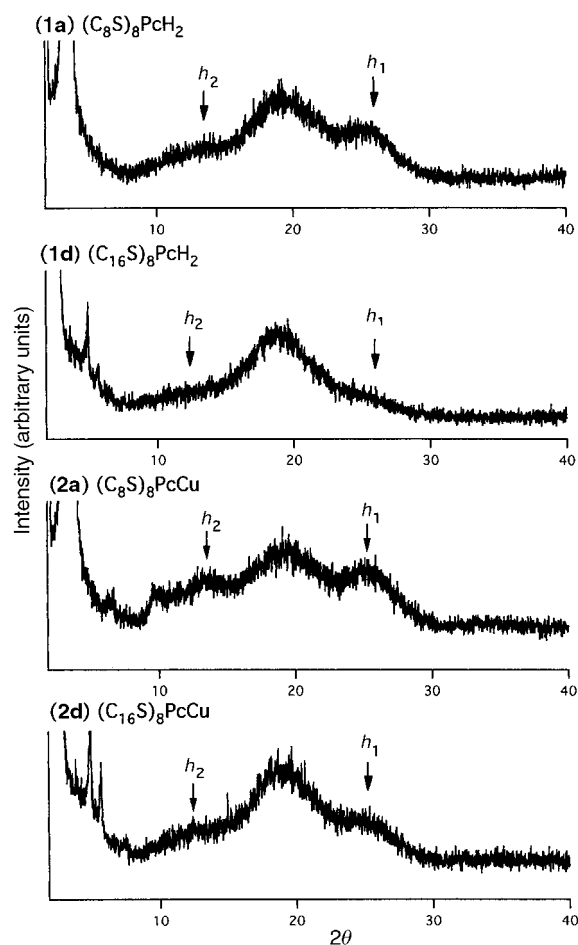 (1a) (C₈S)₈PcH₂
h₂
h₁
10 20 30 40
(1d) (C₁₆S)₈PcH₂
h₂
h₁
10 20 30 40
(2a) (C₈S)₈PcCu
h₂
h₁
10 20 30 40
(2d) (C₁₆S)₈PcCu
h₂
h₁
10 20 30 40
2θ
Intensity (arbitrary units)